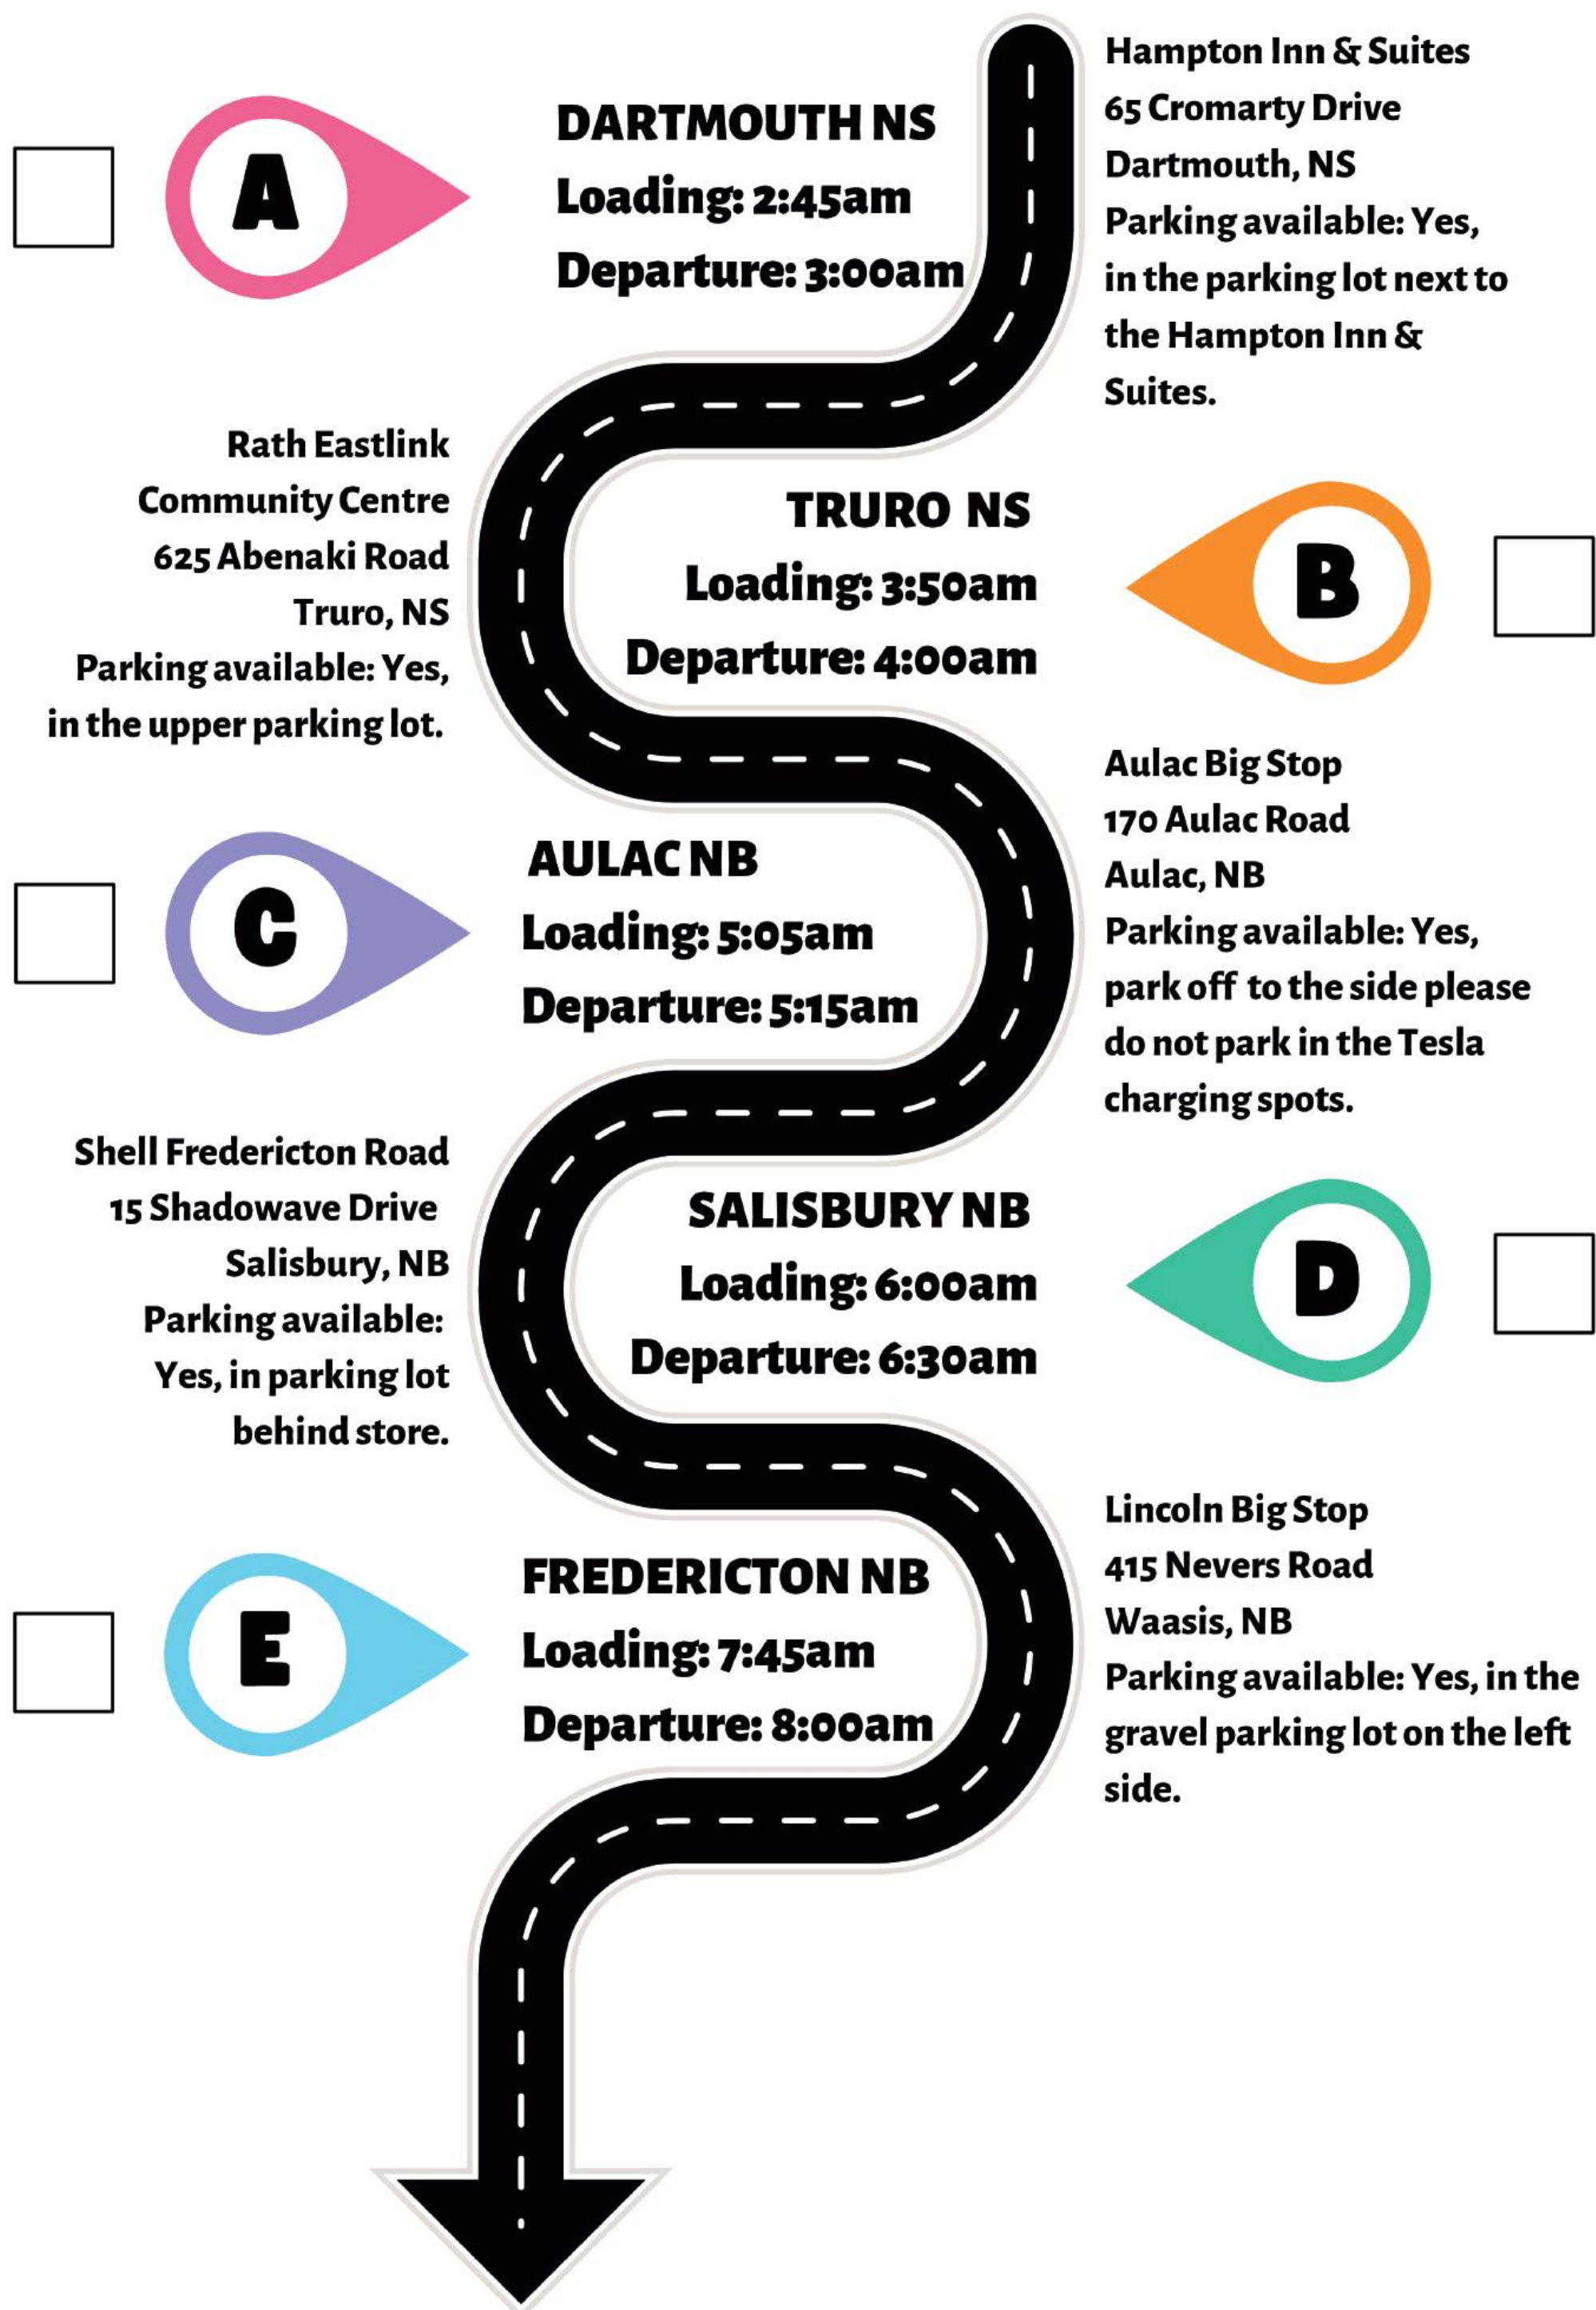 A
DARTMOUTH NS
Loading: 2:45am
Departure: 3:00am
Hampton Inn & Suites
65 Cromarty Drive
Dartmouth, NS
Parking available: Yes,
in the parking lot next to
the Hampton Inn &
Suites.
Rath Eastlink
Community Centre
625 Abenaki Road
Truro, NS
Parking available: Yes,
in the upper parking lot.
TRURO NS
Loading: 3:50am
Departure: 4:00am
B
C
AULAC NB
Loading: 5:05am
Departure: 5:15am
Aulac Big Stop
170 Aulac Road
Aulac, NB
Parking available: Yes,
park off to the side please
do not park in the Tesla
charging spots.
Shell Fredericton Road
15 Shadowave Drive
Salisbury, NB
Parking available:
Yes, in parking lot
behind store.
SALISBURY NB
Loading: 6:00am
Departure: 6:30am
D
E
FREDERICTON NB
Loading: 7:45am
Departure: 8:00am
Lincoln Big Stop
415 Nevers Road
Waasis, NB
Parking available: Yes, in the
gravel parking lot on the left
side.